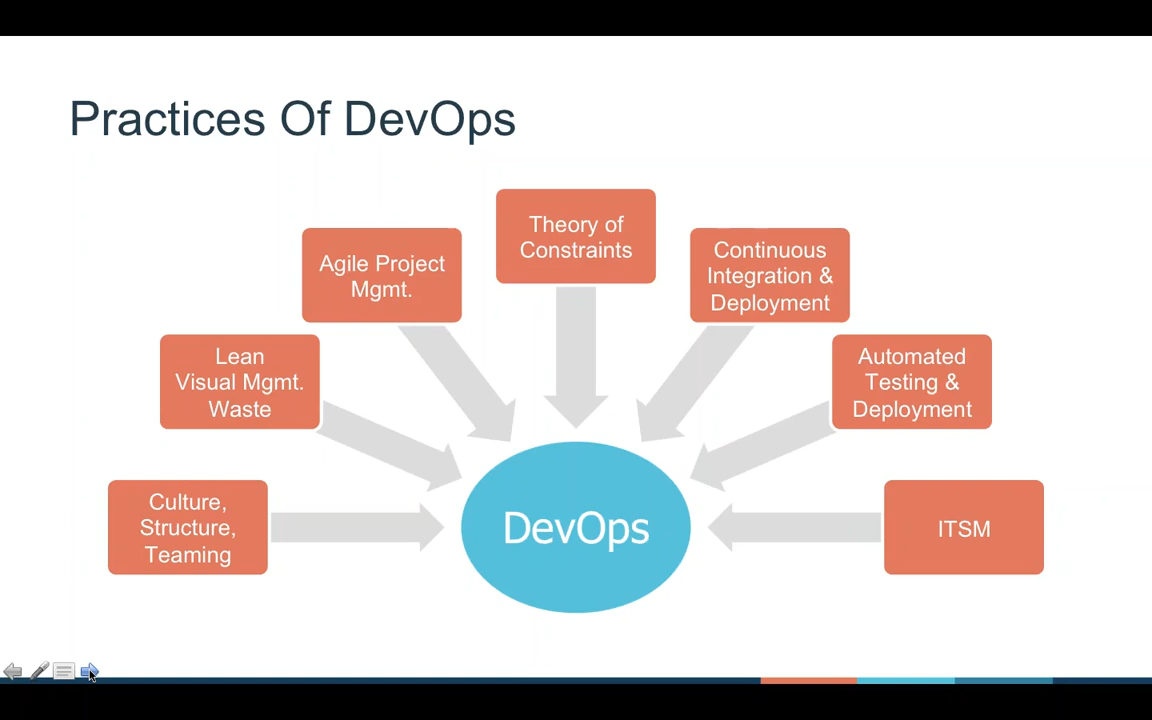 Practices Of DevOps
Theory of
Constraints
Agile Project
Mgmt.
Continuous
Integration &
Deployment
Lean
Visual Mgmt.
Waste
Automated
Testing &
Deployment
Culture,
Structure,
Teaming
DevOps
ITSM